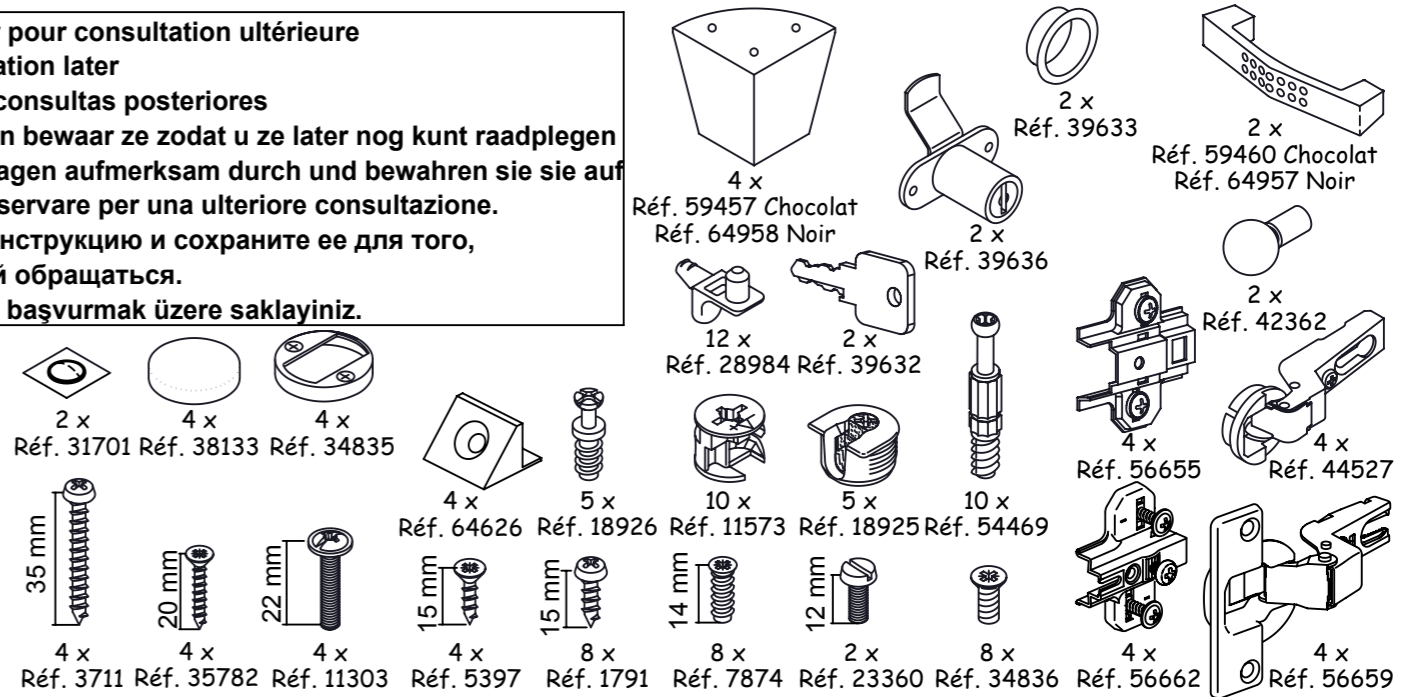 pour consultation ultérieure
ation later
consultas posteriores
n bewaar ze zodat u ze later nog kunt raadplegen
agen aufmerksam durch und bewahren sie sie auf
servare per una ulteriore consultazione.
нструкцию и сохраните ее для того,
й обращаться.
başvurmak üzere saklayiniz.
4 x
Réf. 59457 Chocolat
Réf. 64958 Noir
2 x
Réf. 39636
2 x
Réf. 39633
2 x
Réf. 59460 Chocolat
Réf. 64957 Noir
2 x
Réf. 42362
12 x
Réf. 28984
2 x
Réf. 39632
2 x
Réf. 31701
4 x
Réf. 38133
4 x
Réf. 34835
4 x
Réf. 64626
5 x
Réf. 18926
10 x
Réf. 11573
5 x
Réf. 18925
10 x
Réf. 54469
4 x
Réf. 56655
4 x
Réf. 44527
35 mm
4 x
Réf. 3711
20 mm
4 x
Réf. 35782
22 mm
4 x
Réf. 11303
15 mm
4 x
Réf. 5397
15 mm
8 x
Réf. 1791
14 mm
8 x
Réf. 7874
12 mm
2 x
Réf. 23360
8 x
Réf. 34836
4 x
Réf. 56662
4 x
Réf. 56659